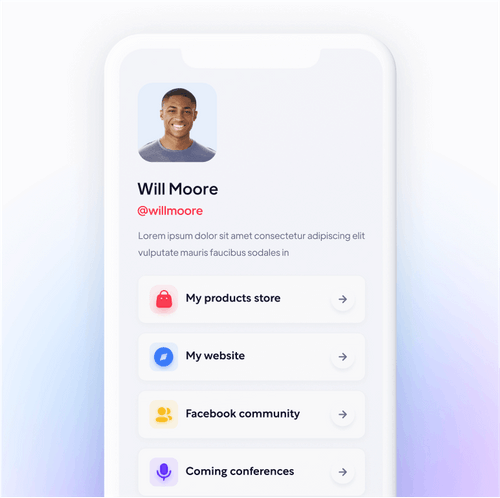 Will Moore
@willmoore
Lorem ipsum dolor sit amet consectetur adipiscing elit
vulputate mauris faucibus sodales in
My products store
My website
Facebook community
Coming conferences